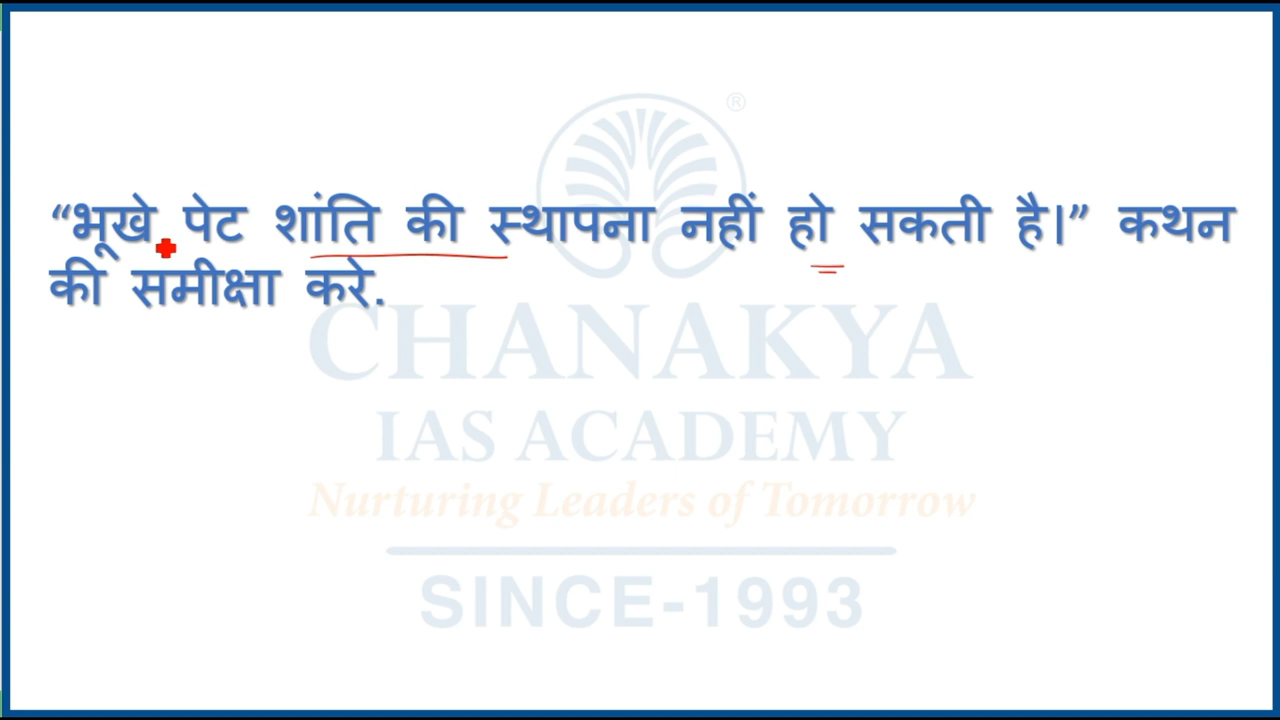 “भूखे पेट शांति की स्थापना नहीं हो सकती है।” कथन
की समीक्षा करे.
®
CHANAKYA
IAS ACADEMY
Nurturing Leaders of Tomorrow
SINCE-1993